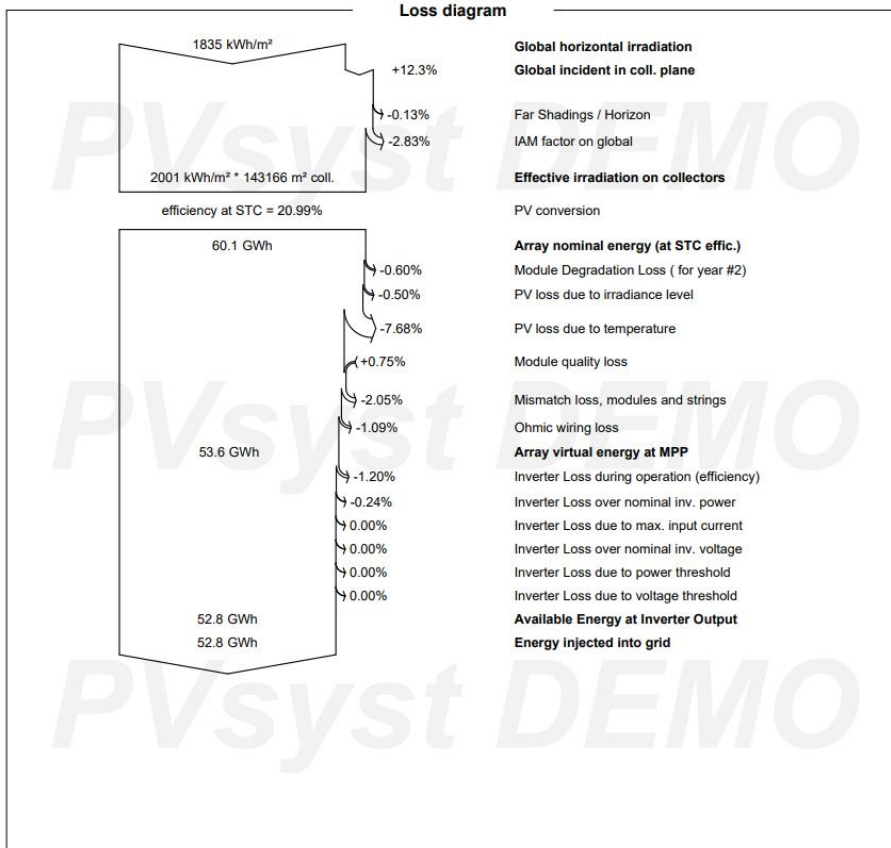 Loss diagram
1835 kWh/m² Global horizontal irradiation
+12.3% Global incident in coll. plane
-0.13% Far Shadings / Horizon
-2.83% IAM factor on global
2001 kWh/m² * 143166 m² coll. Effective irradiation on collectors
efficiency at STC = 20.99% PV conversion
60.1 GWh Array nominal energy (at STC effic.)
-0.60% Module Degradation Loss ( for year #2)
-0.50% PV loss due to irradiance level
-7.68% PV loss due to temperature
+0.75% Module quality loss
-2.05% Mismatch loss, modules and strings
-1.09% Ohmic wiring loss
53.6 GWh Array virtual energy at MPP
-1.20% Inverter Loss during operation (efficiency)
-0.24% Inverter Loss over nominal inv. power
0.00% Inverter Loss due to max. input current
0.00% Inverter Loss over nominal inv. voltage
0.00% Inverter Loss due to power threshold
0.00% Inverter Loss due to voltage threshold
52.8 GWh Available Energy at Inverter Output
52.8 GWh Energy injected into grid
PVsyst DEMO
PVsyst DEMO
PVsyst DEMO